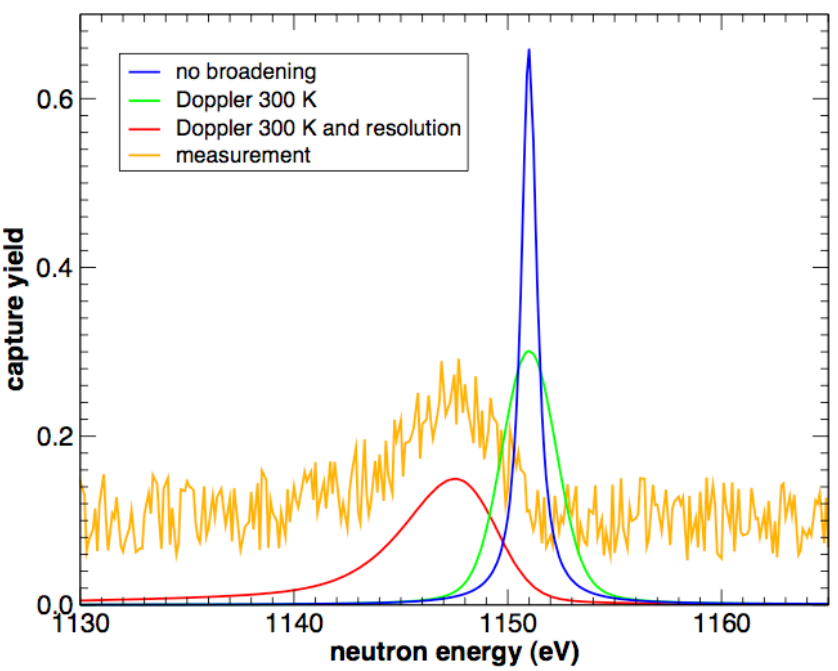 no broadening
Doppler 300 K
Doppler 300 K and resolution
measurement
capture yield
0.6
0.4
0.2
0.0
1130
1140
1150
1160
neutron energy (eV)